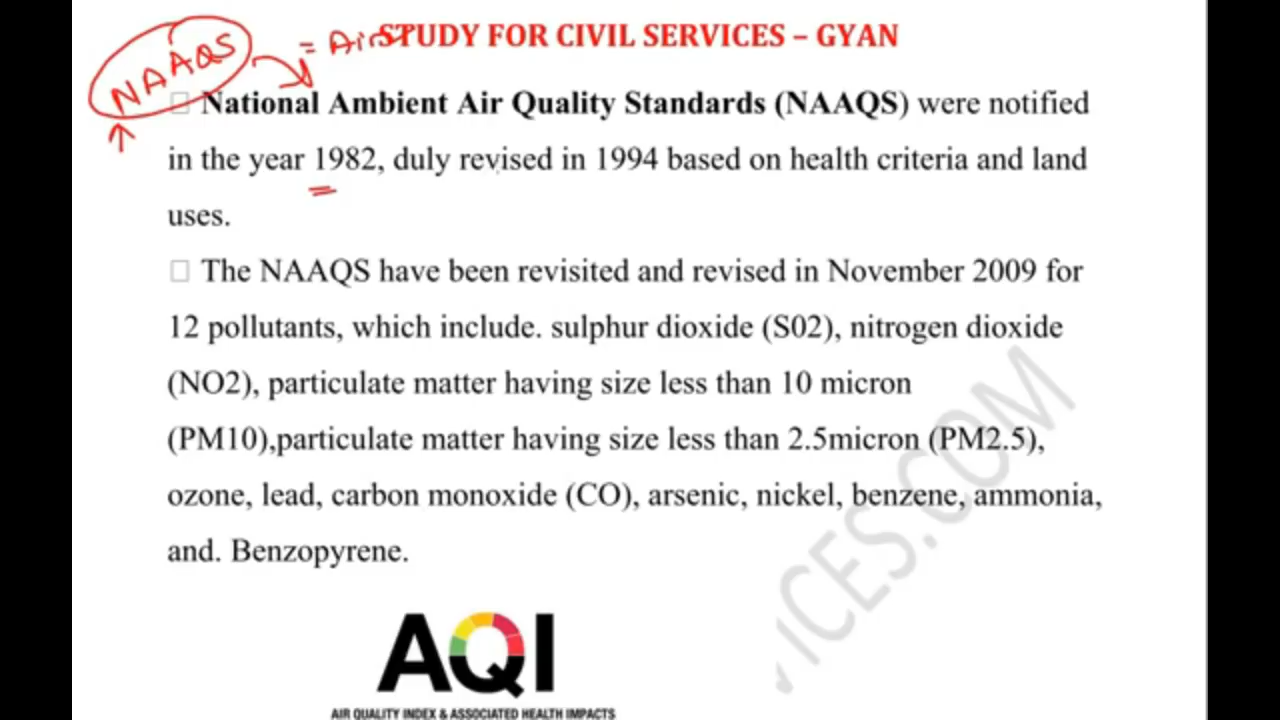 NAAQS = Air
STUDY FOR CIVIL SERVICES – GYAN
National Ambient Air Quality Standards (NAAQS) were notified
in the year 1982, duly revised in 1994 based on health criteria and land
uses.
The NAAQS have been revisited and revised in November 2009 for
12 pollutants, which include. sulphur dioxide (S02), nitrogen dioxide
(NO2), particulate matter having size less than 10 micron
(PM10),particulate matter having size less than 2.5micron (PM2.5),
ozone, lead, carbon monoxide (CO), arsenic, nickel, benzene, ammonia,
and. Benzopyrene.
VICES.COM
AQI
AIR QUALITY INDEX & ASSOCIATED HEALTH IMPACTS